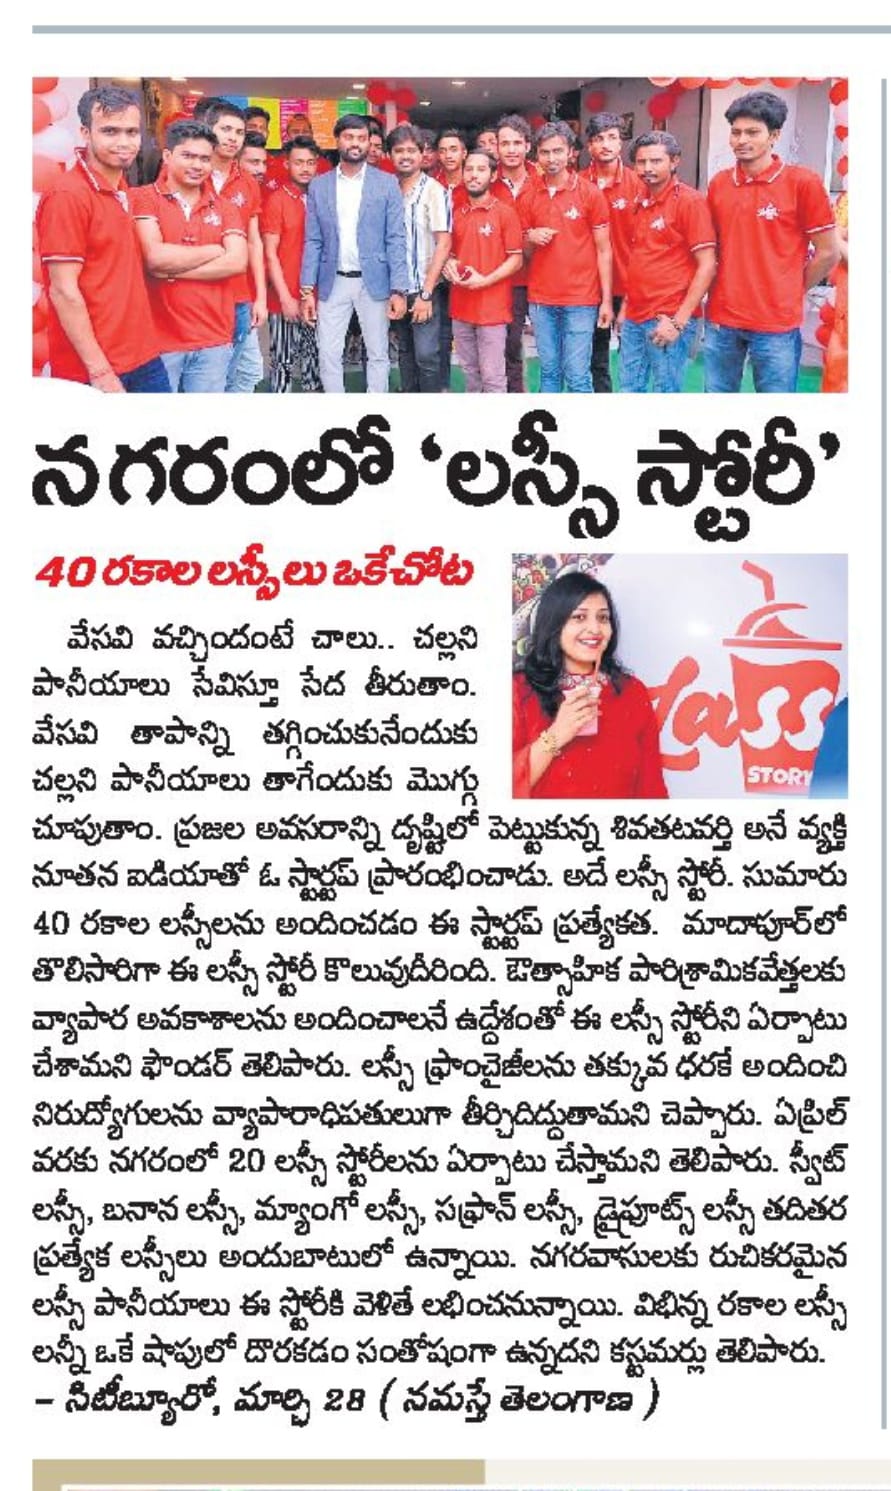 నగరంలో ‘లస్సీ స్టోరీ’
40 రకాల లస్సీలు ఒకేచోట
Lass
STORY
వేసవి వచ్చిందంటే చాలు.. చల్లని
పానీయాలు సేవిస్తూ సేద తీరుతాం.
వేసవి తాపాన్ని తగ్గించుకునేందుకు
చల్లని పానీయాలు తాగేందుకు మొగ్గు
చూపుతాం. ప్రజల అవసరాన్ని దృష్టిలో పెట్టుకున్న శివతటవర్తి అనే వ్యక్తి
నూతన ఐడియాతో ఓ స్టార్టప్ ప్రారంభించాడు. అదే లస్సీ స్టోరీ. సుమారు
40 రకాల లస్సీలను అందించడం ఈ స్టార్టప్ ప్రత్యేకత. మాదాపూర్‌లో
తొలిసారిగా ఈ లస్సీ స్టోరీ కొలువుదీరింది. ఔత్సాహిక పారిశ్రామికవేత్తలకు
వ్యాపార అవకాశాలను అందించాలనే ఉద్దేశంతో ఈ లస్సీ స్టోరీని ఏర్పాటు
చేశామని ఫౌండర్ తెలిపారు. లస్సీ ఫ్రాంచైజీలను తక్కువ ధరకే అందించి
నిరుద్యోగులను వ్యాపారాధిపతులుగా తీర్చిదిద్దుతామని చెప్పారు. ఏప్రిల్
వరకు నగరంలో 20 లస్సీ స్టోరీలను ఏర్పాటు చేస్తామని తెలిపారు. స్వీట్
లస్సీ, బనాన లస్సీ, మ్యాంగో లస్సీ, సఫ్రాన్ లస్సీ, డ్రైఫ్రూట్స్ లస్సీ తదితర
ప్రత్యేక లస్సీలు అందుబాటులో ఉన్నాయి. నగరవాసులకు రుచికరమైన
లస్సీ పానీయాలు ఈ స్టోరీకి వెళితే లభించనున్నాయి. విభిన్న రకాల లస్సీ
లన్నీ ఒకే షాపులో దొరకడం సంతోషంగా ఉన్నదని కస్టమర్లు తెలిపారు.
– సిటీబ్యూరో, మార్చి 28 ( నమస్తే తెలంగాణ )